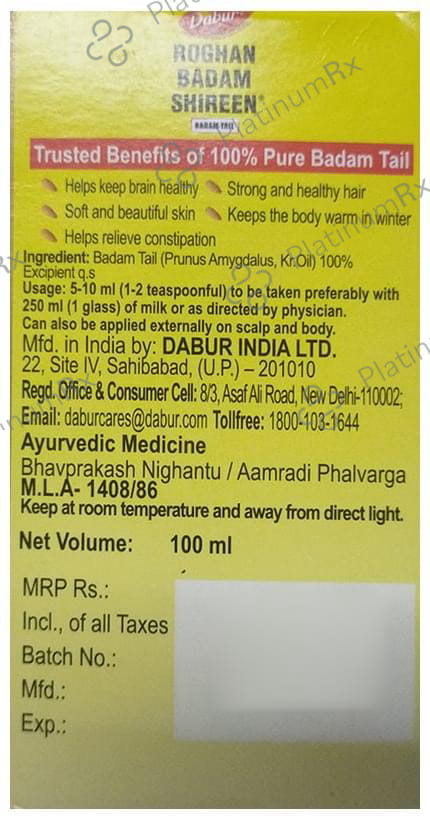 Dabur
ROGHAN
BADAM
SHIREEN®
BADAM TAIL
Trusted Benefits of 100% Pure Badam Tail
Helps keep brain healthy Strong and healthy hair
Soft and beautiful skin Keeps the body warm in winter
Helps relieve constipation
Ingredient: Badam Tail (Prunus Amygdalus, Kr.Oil) 100%
Excipient q.s
Usage: 5-10 ml (1-2 teaspoonful) to be taken preferably with
250 ml (1 glass) of milk or as directed by physician.
Can also be applied externally on scalp and body.
Mfd. in India by: DABUR INDIA LTD.
22, Site IV, Sahibabad, (U.P.) – 201010
Regd. Office & Consumer Cell: 8/3, Asaf Ali Road, New Delhi-110002;
Email: daburcares@dabur.com Tollfree: 1800-103-1644
Ayurvedic Medicine
Bhavprakash Nighantu / Aamradi Phalvarga
M.L.A- 1408/86
Keep at room temperature and away from direct light.
Net Volume: 100 ml
MRP Rs.:
Incl., of all Taxes
Batch No.:
Mfd.:
Exp.:
PlatinumRx
PlatinumRx
PlatinumRx